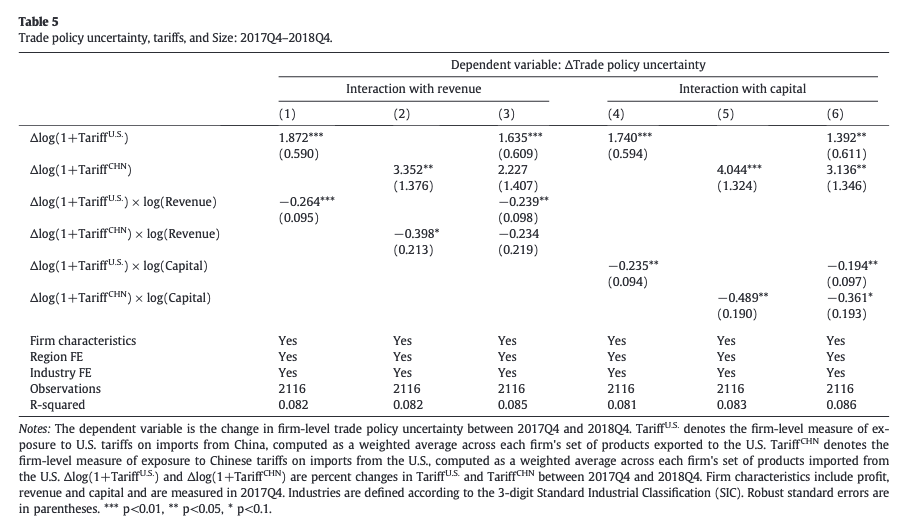 Table 5
Trade policy uncertainty, tariffs, and Size: 2017Q4–2018Q4.
Dependent variable: ΔTrade policy uncertainty
Interaction with revenue Interaction with capital
(1) (2) (3) (4) (5) (6)
Δlog(1+Tariff^U.S.) 1.872*** 1.635*** 1.740*** 1.392**
(0.590) (0.609) (0.594) (0.611)
Δlog(1+Tariff^CHN) 3.352** 2.227 4.044*** 3.136**
(1.376) (1.407) (1.324) (1.346)
Δlog(1+Tariff^U.S.) × log(Revenue) −0.264*** −0.239**
(0.095) (0.098)
Δlog(1+Tariff^CHN) × log(Revenue) −0.398* −0.234
(0.213) (0.219)
Δlog(1+Tariff^U.S.) × log(Capital) −0.235** −0.194**
(0.094) (0.097)
Δlog(1+Tariff^CHN) × log(Capital) −0.489** −0.361*
(0.190) (0.193)
Firm characteristics Yes Yes Yes Yes Yes Yes
Region FE Yes Yes Yes Yes Yes Yes
Industry FE Yes Yes Yes Yes Yes Yes
Observations 2116 2116 2116 2116 2116 2116
R-squared 0.082 0.082 0.085 0.081 0.083 0.086
Notes: The dependent variable is the change in firm-level trade policy uncertainty between 2017Q4 and 2018Q4. Tariff^U.S. denotes the firm-level measure of ex-
posure to U.S. tariffs on imports from China, computed as a weighted average across each firm's set of products exported to the U.S. Tariff^CHN denotes the
firm-level measure of exposure to Chinese tariffs on imports from the U.S., computed as a weighted average across each firm's set of products imported from
the U.S. Δlog(1+Tariff^U.S.) and Δlog(1+Tariff^CHN) are percent changes in Tariff^U.S. and Tariff^CHN between 2017Q4 and 2018Q4. Firm characteristics include profit,
revenue and capital and are measured in 2017Q4. Industries are defined according to the 3-digit Standard Industrial Classification (SIC). Robust standard errors are
in parentheses. *** p<0.01, ** p<0.05, * p<0.1.